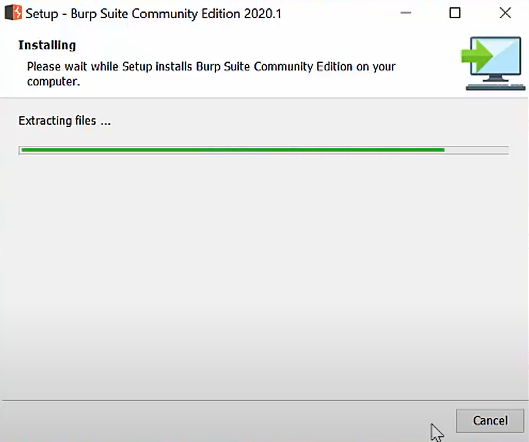 Setup - Burp Suite Community Edition 2020.1
Installing
Please wait while Setup installs Burp Suite Community Edition on your
computer.
Extracting files ...
Cancel